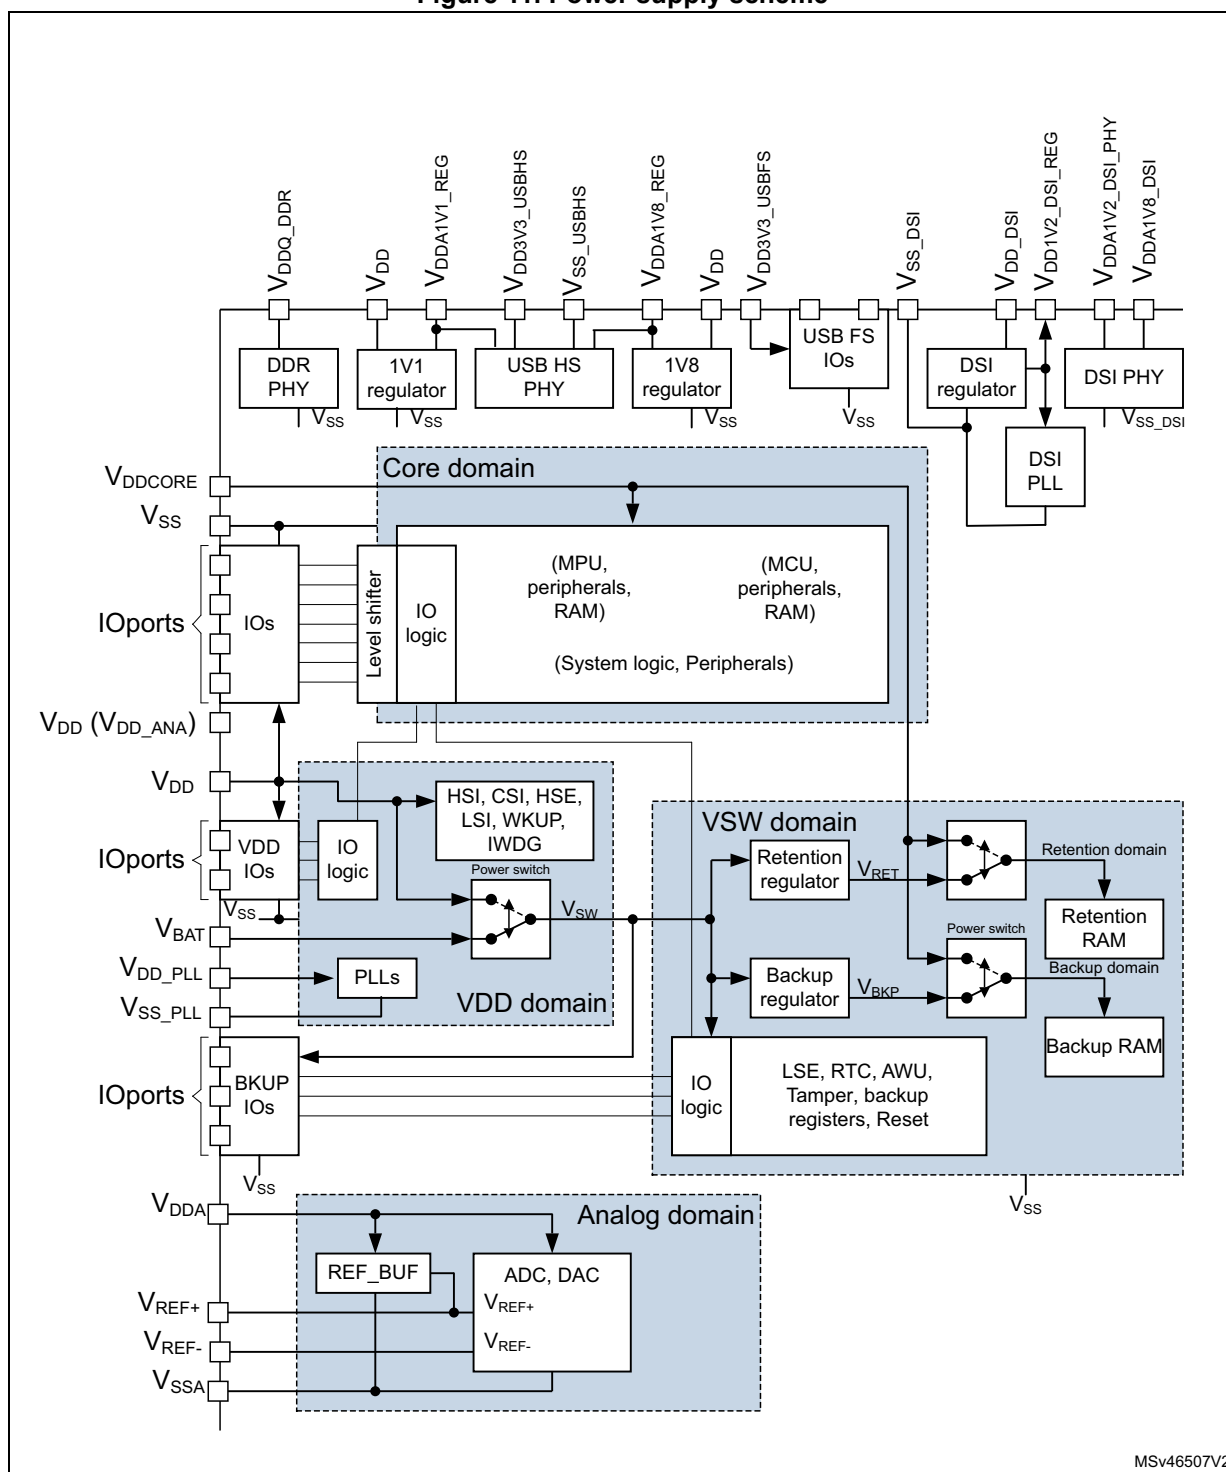 Figure 11. Power supply scheme
VDDQ_DDR
VDD
VDDA1V1_REG
VDD3V3_USBHS
VSS_USBHS
VDDA1V8_REG
VDD
VDD3V3_USBFS
VSS_DSI
VDD_DSI
VDD1V2_DSI_REG
VDDA1V2_DSI_PHY
VDDA1V8_DSI
DDR
PHY
1V1
regulator
USB HS
PHY
1V8
regulator
USB FS
IOs
DSI
regulator
DSI PHY
VSS
VSS
VSS
VSS
VSS_DSI
DSI
PLL
Core domain
VDDCORE
VSS
IOports
IOs
Level shifter
IO
logic
(MPU,
peripherals,
RAM)
(MCU,
peripherals,
RAM)
(System logic, Peripherals)
VDD (VDD_ANA)
VDD
HSI, CSI, HSE,
LSI, WKUP,
IWDG
IOports
VDD
IOs
IO
logic
Power switch
VSS
VSW
VBAT
VDD_PLL
PLLs
VSS_PLL
VDD domain
VSW domain
Retention
regulator
VRET
Retention domain
Retention
RAM
Power switch
Backup
regulator
VBKP
Backup domain
Backup RAM
IOports
BKUP
IOs
IO
logic
LSE, RTC, AWU,
Tamper, backup
registers, Reset
VSS
VSS
VDDA
Analog domain
REF_BUF
ADC, DAC
VREF+
VREF+
VREF-
VREF-
VSSA
MSv46507V2